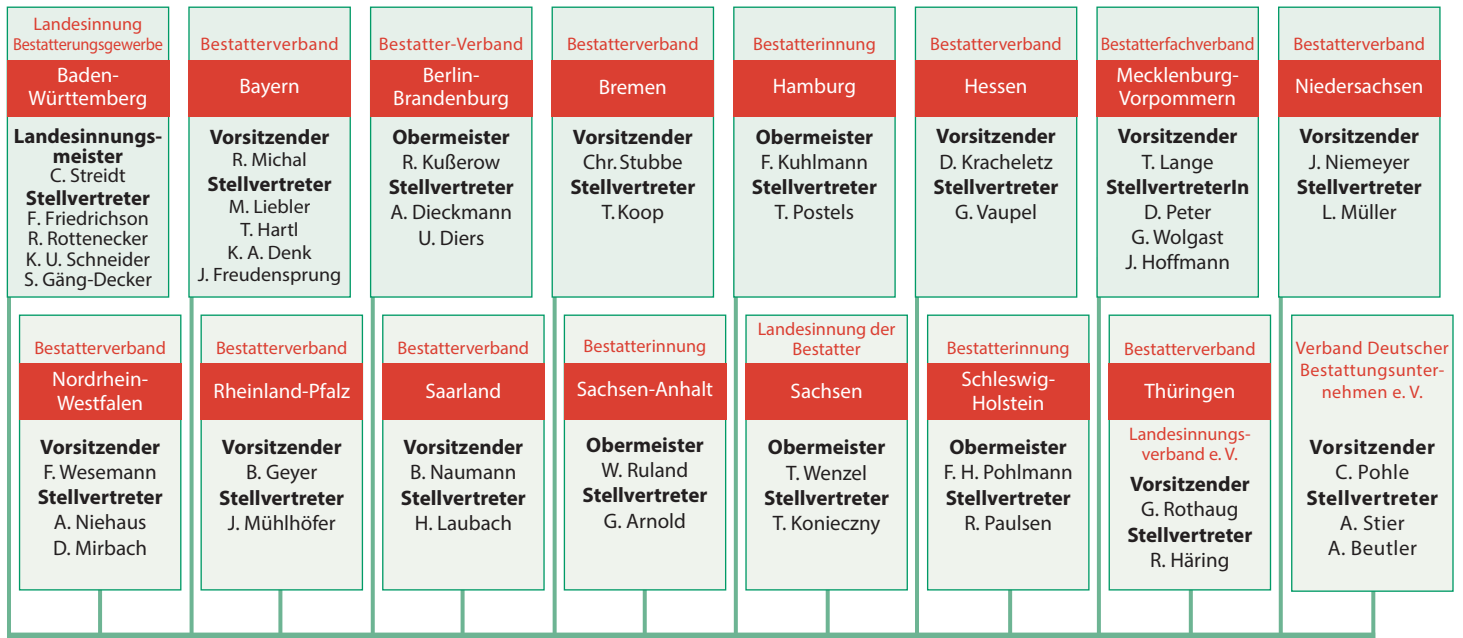 Landesinnung
Bestatterungsgewerbe
Baden-
Württemberg
Landesinnungs-
meister
C. Streidt
Stellvertreter
F. Friedrichson
R. Rottenecker
K. U. Schneider
S. Gäng-Decker
Bestatterverband
Bayern
Vorsitzender
R. Michal
Stellvertreter
M. Liebler
T. Hartl
K. A. Denk
J. Freudensprung
Bestatter-Verband
Berlin-
Brandenburg
Obermeister
R. Kußerow
Stellvertreter
A. Dieckmann
U. Diers
Bestatterverband
Bremen
Vorsitzender
Chr. Stubbe
Stellvertreter
T. Koop
Bestatterinnung
Hamburg
Obermeister
F. Kuhlmann
Stellvertreter
T. Postels
Bestatterverband
Hessen
Vorsitzender
D. Kracheletz
Stellvertreter
G. Vaupel
Bestatterfachverband
Mecklenburg-
Vorpommern
Vorsitzender
T. Lange
StellvertreterIn
D. Peter
G. Wolgast
J. Hoffmann
Bestatterverband
Niedersachsen
Vorsitzender
J. Niemeyer
Stellvertreter
L. Müller
Bestatterverband
Nordrhein-
Westfalen
Vorsitzender
F. Wesemann
Stellvertreter
A. Niehaus
D. Mirbach
Bestatterverband
Rheinland-Pfalz
Vorsitzender
B. Geyer
Stellvertreter
J. Mühlhöfer
Bestatterverband
Saarland
Vorsitzender
B. Naumann
Stellvertreter
H. Laubach
Bestatterinnung
Sachsen-Anhalt
Obermeister
W. Ruland
Stellvertreter
G. Arnold
Landesinnung der
Bestatter
Sachsen
Obermeister
T. Wenzel
Stellvertreter
T. Konieczny
Bestatterinnung
Schleswig-
Holstein
Obermeister
F. H. Pohlmann
Stellvertreter
R. Paulsen
Bestatterverband
Thüringen
Landesinnungs-
verband e. V.
Vorsitzender
G. Rothaug
Stellvertreter
R. Häring
Verband Deutscher
Bestattungsunter-
nehmen e. V.
Vorsitzender
C. Pohle
Stellvertreter
A. Stier
A. Beutler